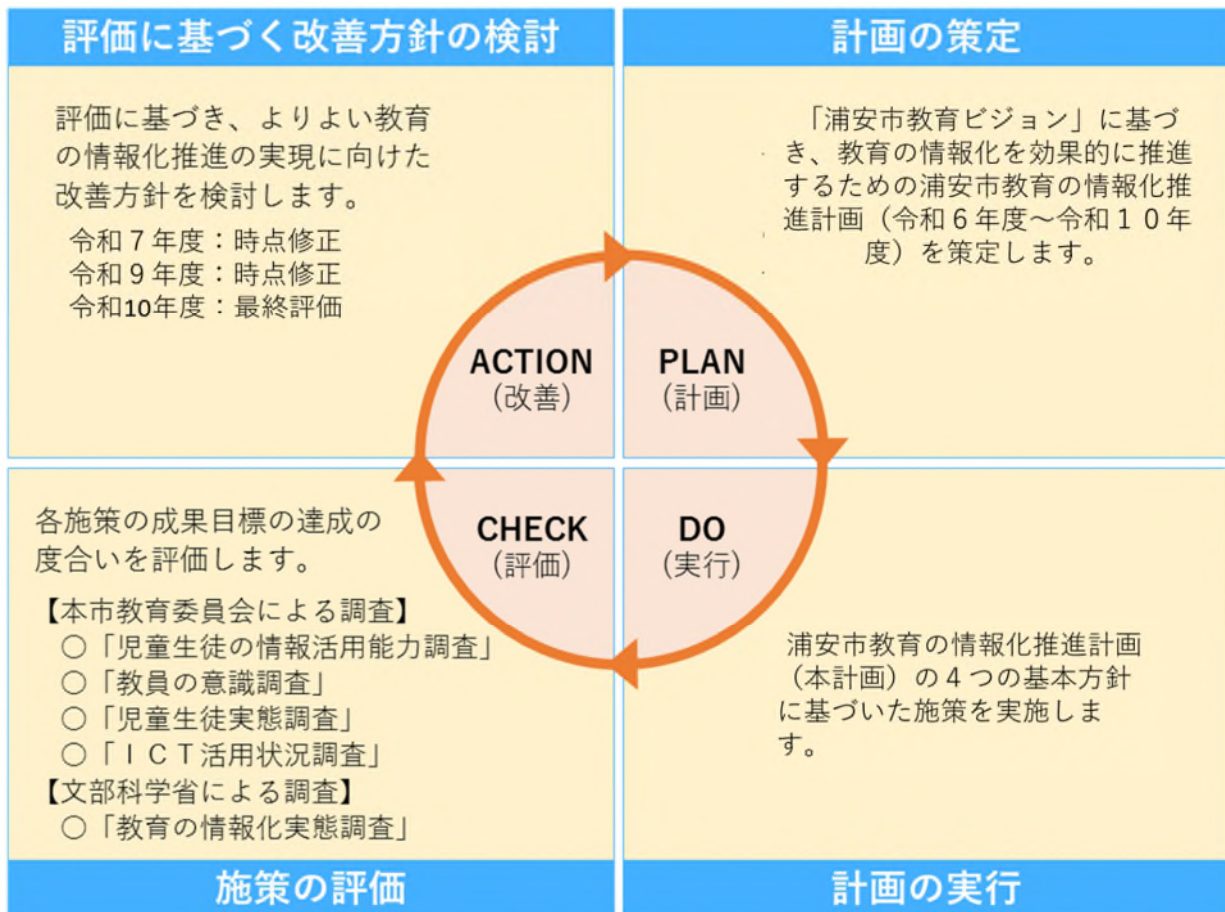 評価に基づく改善方針の検討
評価に基づき、よりよい教育
の情報化推進の実現に向けた
改善方針を検討します。
令和７年度：時点修正
令和９年度：時点修正
令和10年度：最終評価
計画の策定
「浦安市教育ビジョン」に基づ
き、教育の情報化を効果的に推進
するための浦安市教育の情報化推
進計画（令和６年度～令和１０年
度）を策定します。
ACTION
（改善）
PLAN
（計画）
CHECK
（評価）
DO
（実行）
各施策の成果目標の達成の
度合いを評価します。
【本市教育委員会による調査】
○「児童生徒の情報活用能力調査」
○「教員の意識調査」
○「児童生徒実態調査」
○「ＩＣＴ活用状況調査」
【文部科学省による調査】
○「教育の情報化実態調査」
施策の評価
浦安市教育の情報化推進計画
（本計画）の４つの基本方針
に基づいた施策を実施しま
す。
計画の実行